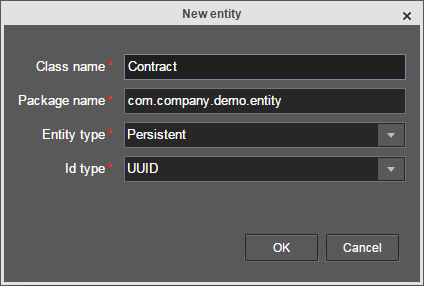 New entity
Class name* Contract
Package name* com.company.demo.entity
Entity type* Persistent
Id type* UUID
OK Cancel